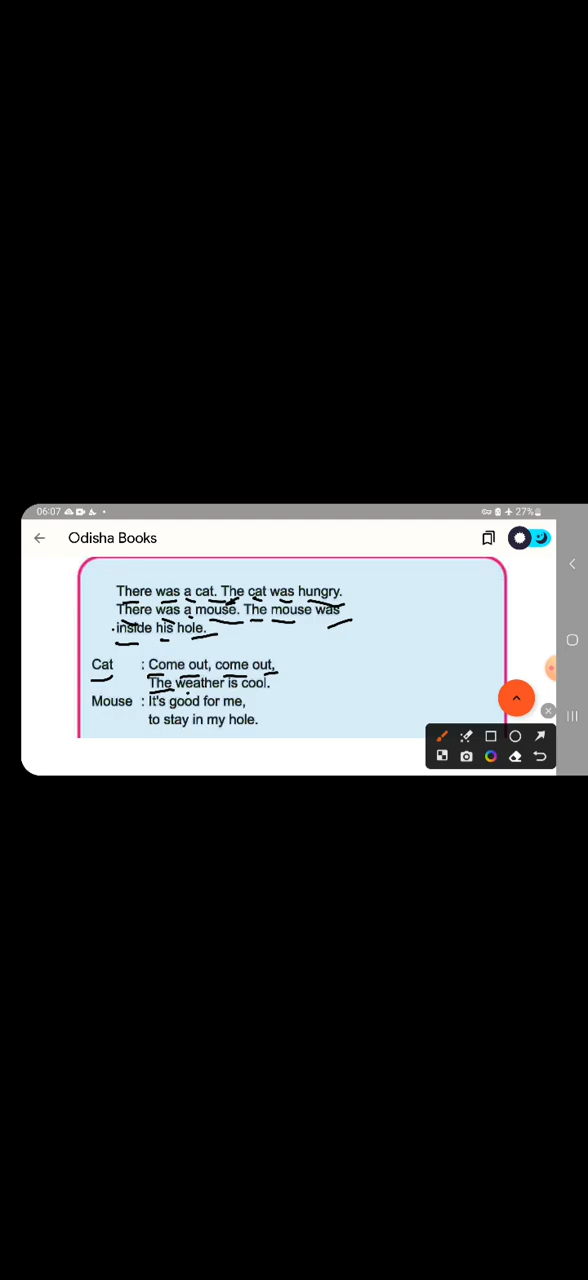 06:07
27%
Odisha Books
There was a cat. The cat was hungry.
There was a mouse. The mouse was
inside his hole.
Cat : Come out, come out,
The weather is cool.
Mouse : It's good for me,
to stay in my hole.